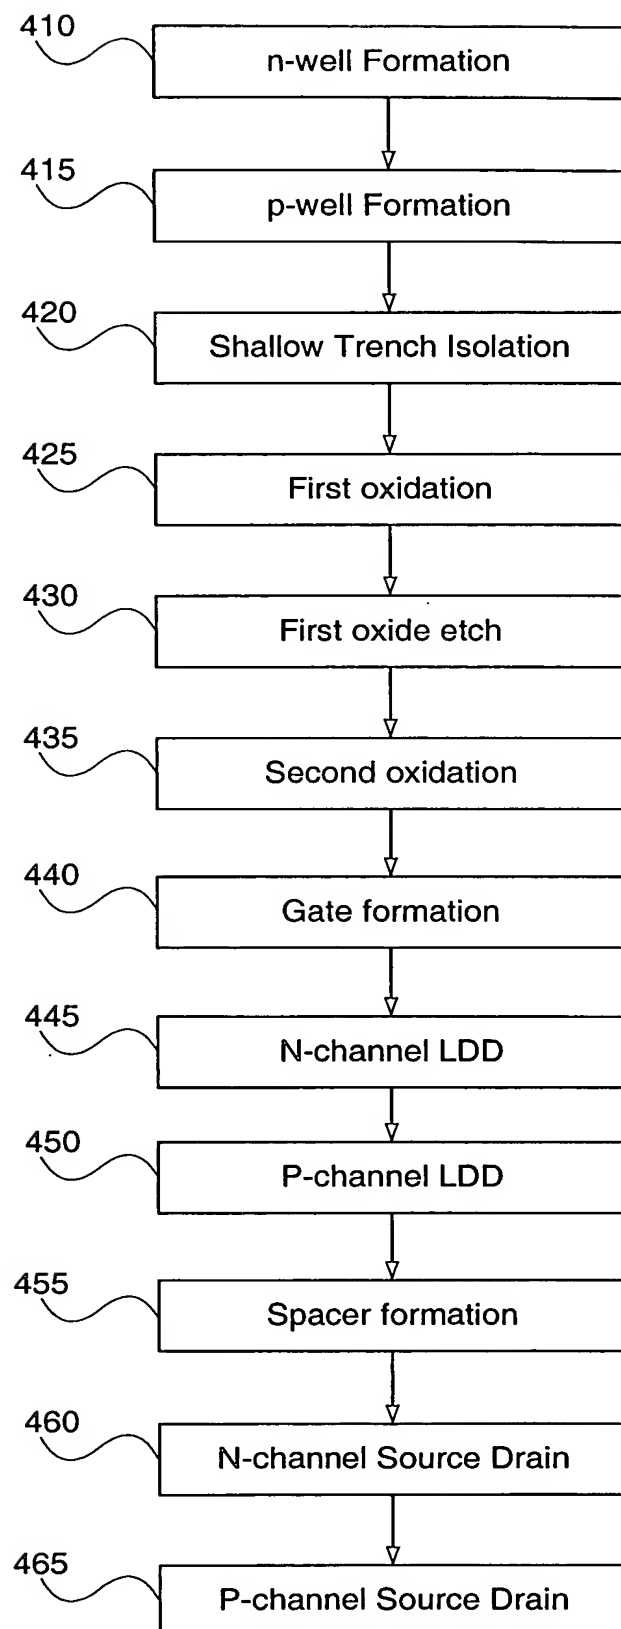 410
n-well Formation
415
p-well Formation
420
Shallow Trench Isolation
425
First oxidation
430
First oxide etch
435
Second oxidation
440
Gate formation
445
N-channel LDD
450
P-channel LDD
455
Spacer formation
460
N-channel Source Drain
465
P-channel Source Drain